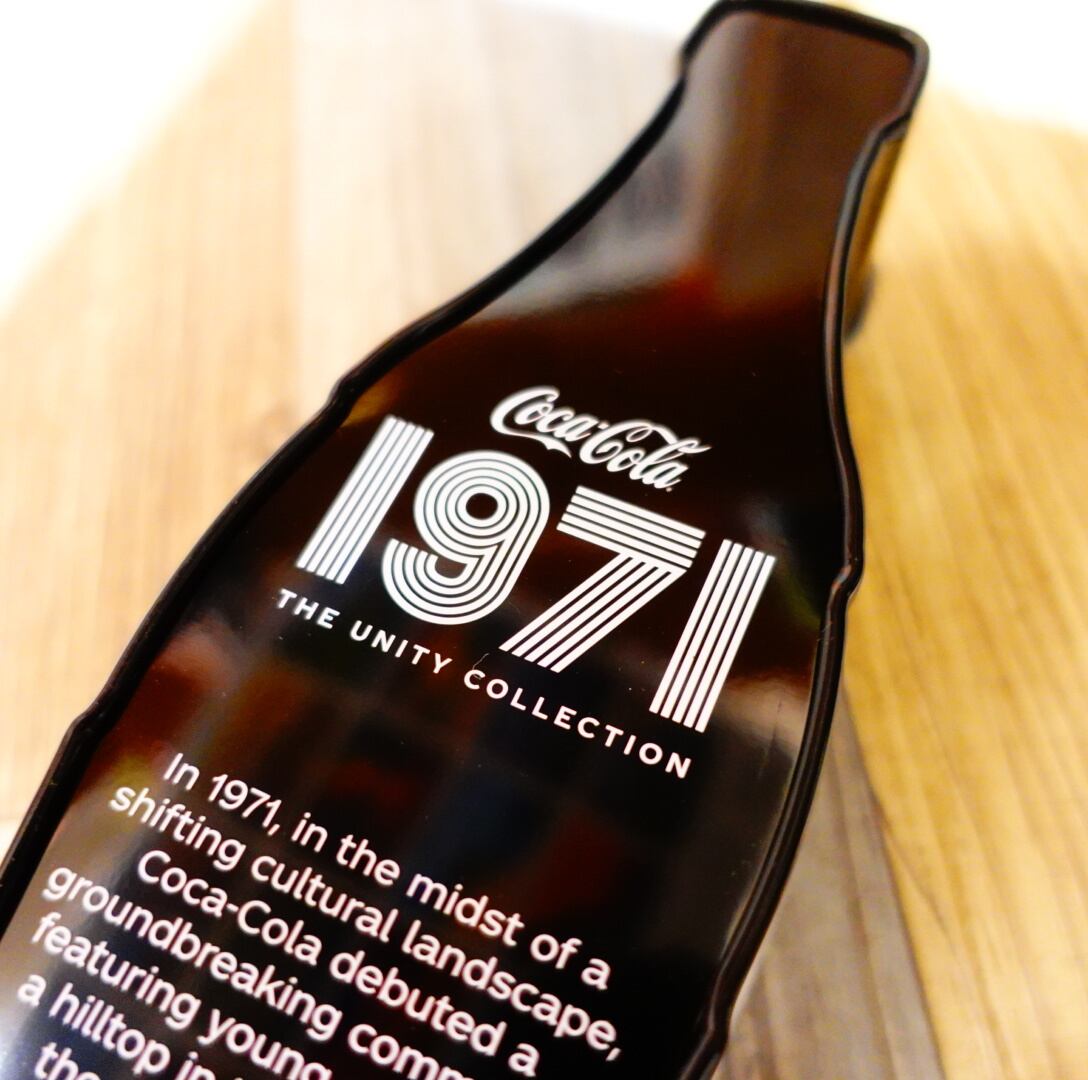 Coca-Cola
1971
THE UNITY COLLECTION
In 1971, in the midst of a
shifting cultural landscape,
Coca-Cola debuted a
groundbreaking
featuring young
a hilltop in